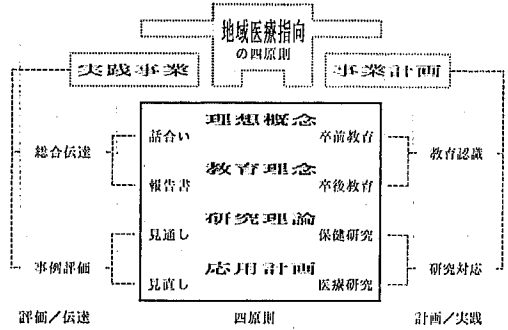 地域医療指向
の四原則
実践事業
事業計画
理想概念
話合い
卒前教育
総合伝達
教育認識
教育理念
報告書
卒後教育
研究理論
見通し
保健研究
事例評価
応用計画
研究対応
見直し
医療研究
評価／伝達
四原則
計画／実践